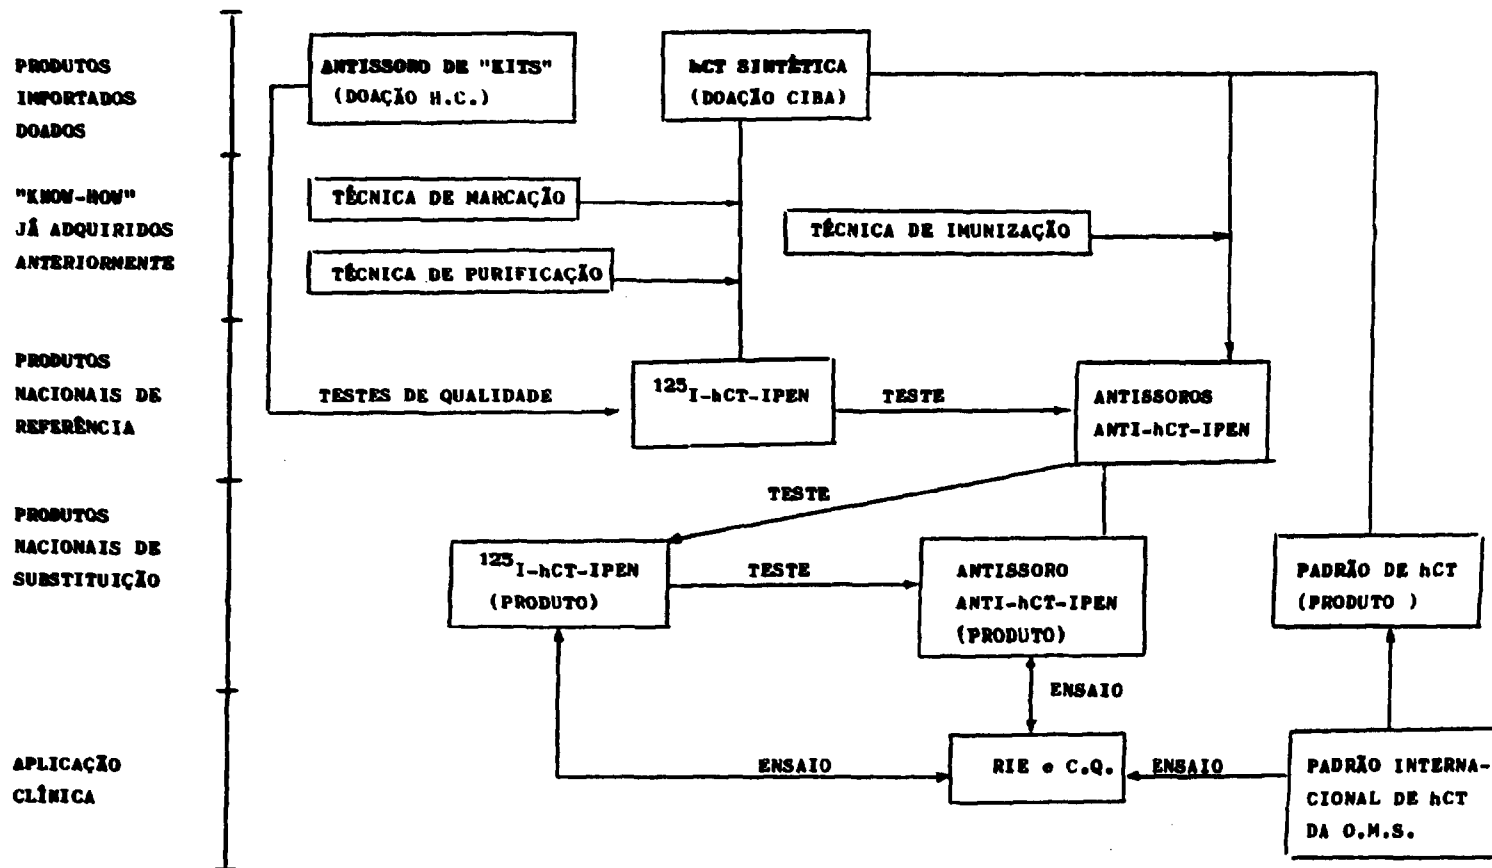 PRODUTOS
IMPORTADOS
DOADOS
ANTISSORO DE "KITS"
(DOAÇÃO H.C.)
hCT SINTÉTICA
(DOAÇÃO CIBA)
"KNOW-HOW"
JÁ ADQUIRIDOS
ANTERIORMENTE
TÉCNICA DE MARCAÇÃO
TÉCNICA DE IMUNIZAÇÃO
TÉCNICA DE PURIFICAÇÃO
PRODUTOS
NACIONAIS DE
REFERÊNCIA
TESTES DE QUALIDADE
125I-hCT-IPEN
TESTE
ANTISSOROS
ANTI-hCT-IPEN
TESTE
PRODUTOS
NACIONAIS DE
SUBSTITUIÇÃO
125I-hCT-IPEN
(PRODUTO)
TESTE
ANTISSORO
ANTI-hCT-IPEN
(PRODUTO)
PADRÃO DE hCT
(PRODUTO )
ENSAIO
APLICAÇÃO
CLÍNICA
ENSAIO
RIE e C.Q.
ENSAIO
PADRÃO INTERNA-
CIONAL DE hCT
DA O.M.S.